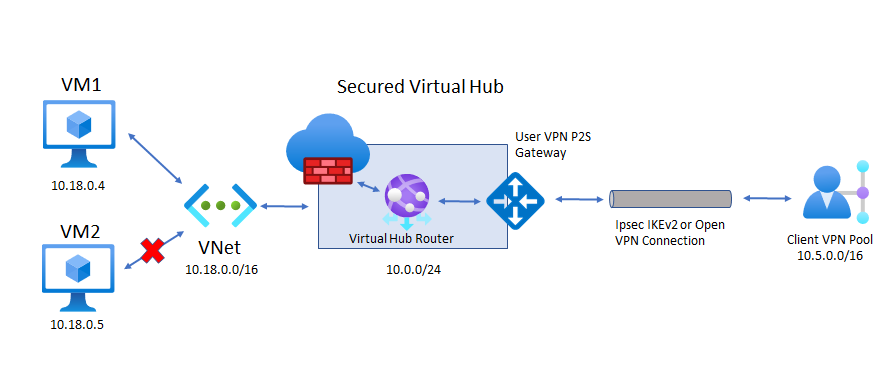 Secured Virtual Hub
VM1
10.18.0.4
VM2
10.18.0.5
VNet
10.18.0.0/16
Virtual Hub Router
10.0.0/24
User VPN P2S
Gateway
Ipsec IKEv2 or Open
VPN Connection
Client VPN Pool
10.5.0.0/16